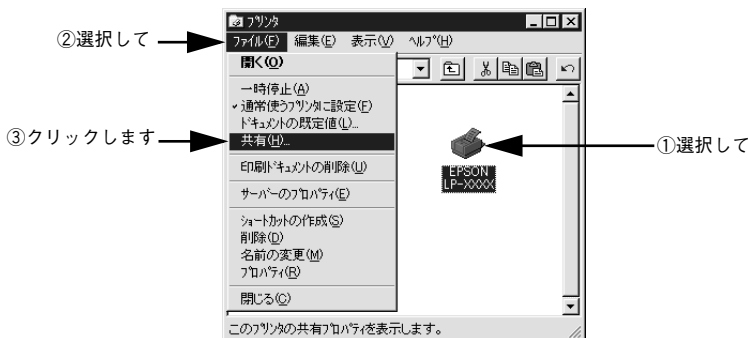 プリンタ
②選択して
ファイル(F) 編集(E) 表示(V) ヘルプ(H)
開く(O)
一時停止(A)
通常使うプリンタに設定(F)
ドキュメントの既定値(L)...
③クリックします
共有(H)...
①選択して
印刷ドキュメントの削除(U)
EPSON
LP-XXXX
サーバーのプロパティ(E)
ショートカットの作成(S)
削除(D)
名前の変更(M)
プロパティ(R)
閉じる(C)
このプリンタの共有プロパティを表示します。